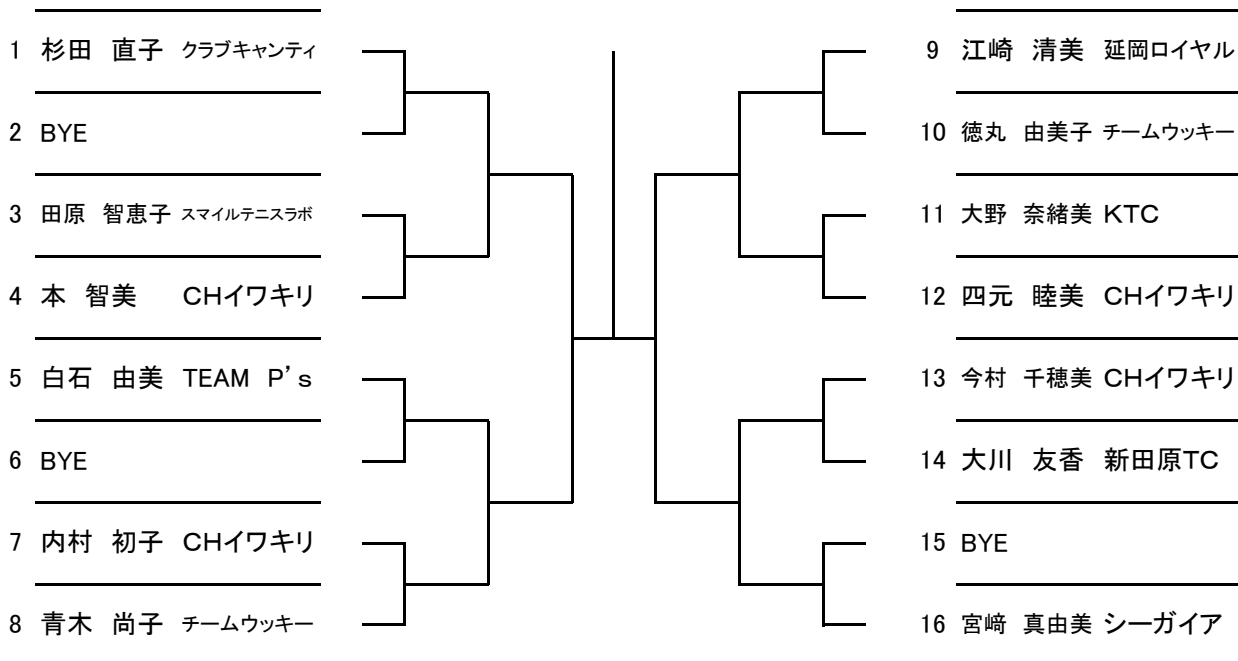 1 杉田　直子 クラブキャンティ
2 BYE
3 田原　智恵子 スマイルテニスラボ
4 本　智美 CHイワキリ
5 白石　由美 TEAM P’s
6 BYE
7 内村　初子 CHイワキリ
8 青木　尚子 チームウッキー
9 江崎　清美 延岡ロイヤル
10 徳丸　由美子 チームウッキー
11 大野　奈緒美 KTC
12 四元　睦美 CHイワキリ
13 今村　千穂美 CHイワキリ
14 大川　友香 新田原TC
15 BYE
16 宮﨑　真由美 シーガイア